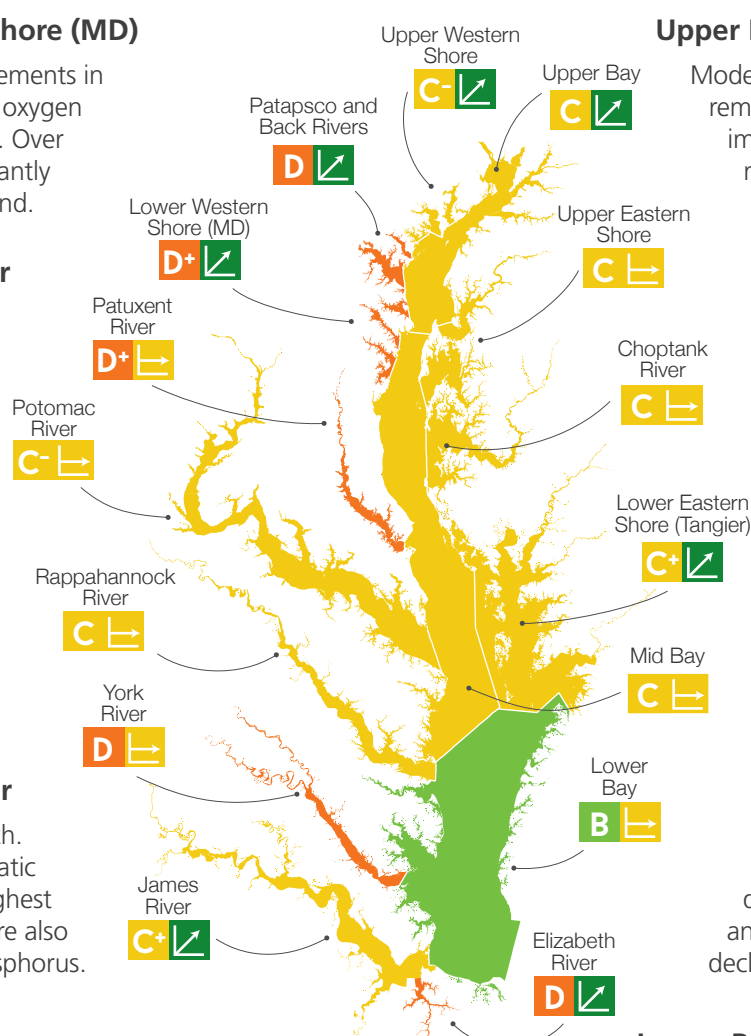 hore (MD)
ements in
oxygen
. Over
antly
nd.
r
Upper
Mode
rem
im
Upper Western
Shore
C-
Upper Bay
C
Patapsco and
Back Rivers
D
Lower Western
Shore (MD)
D+
Upper Eastern
Shore
C
Patuxent
River
D+
Choptank
River
C
Potomac
River
C-
Lower Eastern
Shore (Tangier)
C+
Rappahannock
River
C
Mid Bay
C
York
River
D
Lower
Bay
B
r
th.
atic
ghest
re also
sphorus.
James
River
C+
Elizabeth
River
D
an
decl